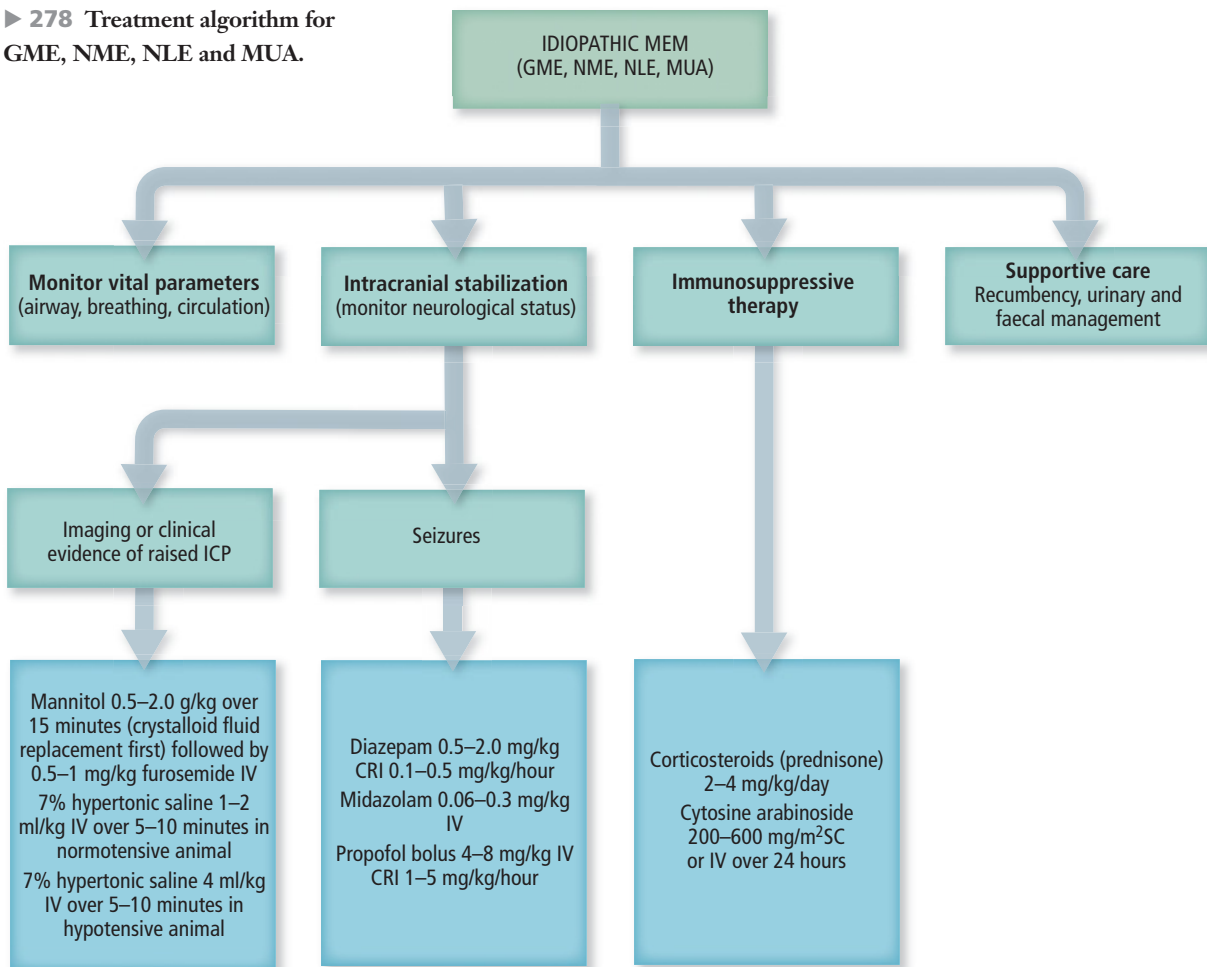 ▶ 278 Treatment algorithm for
GME, NME, NLE and MUA.
IDIOPATHIC MEM
(GME, NME, NLE, MUA)
Monitor vital parameters
(airway, breathing, circulation)
Intracranial stabilization
(monitor neurological status)
Immunosuppressive
therapy
Supportive care
Recumbency, urinary and
faecal management
Imaging or clinical
evidence of raised ICP
Seizures
Mannitol 0.5–2.0 g/kg over
15 minutes (crystalloid fluid
replacement first) followed by
0.5–1 mg/kg furosemide IV
7% hypertonic saline 1–2
ml/kg IV over 5–10 minutes in
normotensive animal
7% hypertonic saline 4 ml/kg
IV over 5–10 minutes in
hypotensive animal
Diazepam 0.5–2.0 mg/kg
CRI 0.1–0.5 mg/kg/hour
Midazolam 0.06–0.3 mg/kg
IV
Propofol bolus 4–8 mg/kg IV
CRI 1–5 mg/kg/hour
Corticosteroids (prednisone)
2–4 mg/kg/day
Cytosine arabinoside
200–600 mg/m²SC
or IV over 24 hours